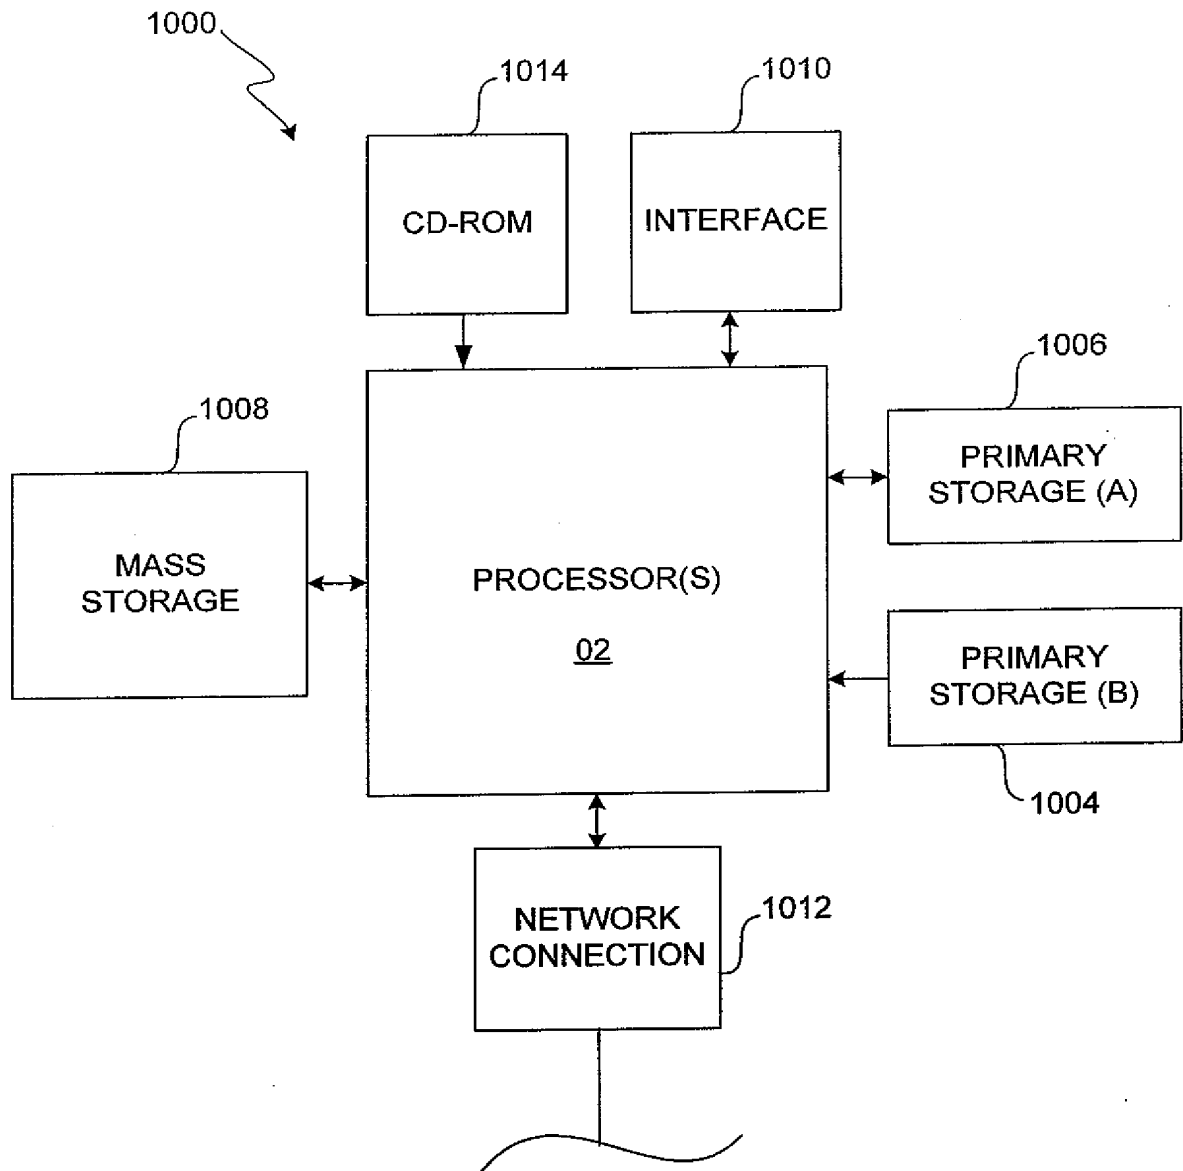 1000
1014
1010
CD-ROM
INTERFACE
1006
1008
PRIMARY
STORAGE (A)
MASS
STORAGE
PROCESSOR(S)
02
PRIMARY
STORAGE (B)
1004
NETWORK
CONNECTION
1012